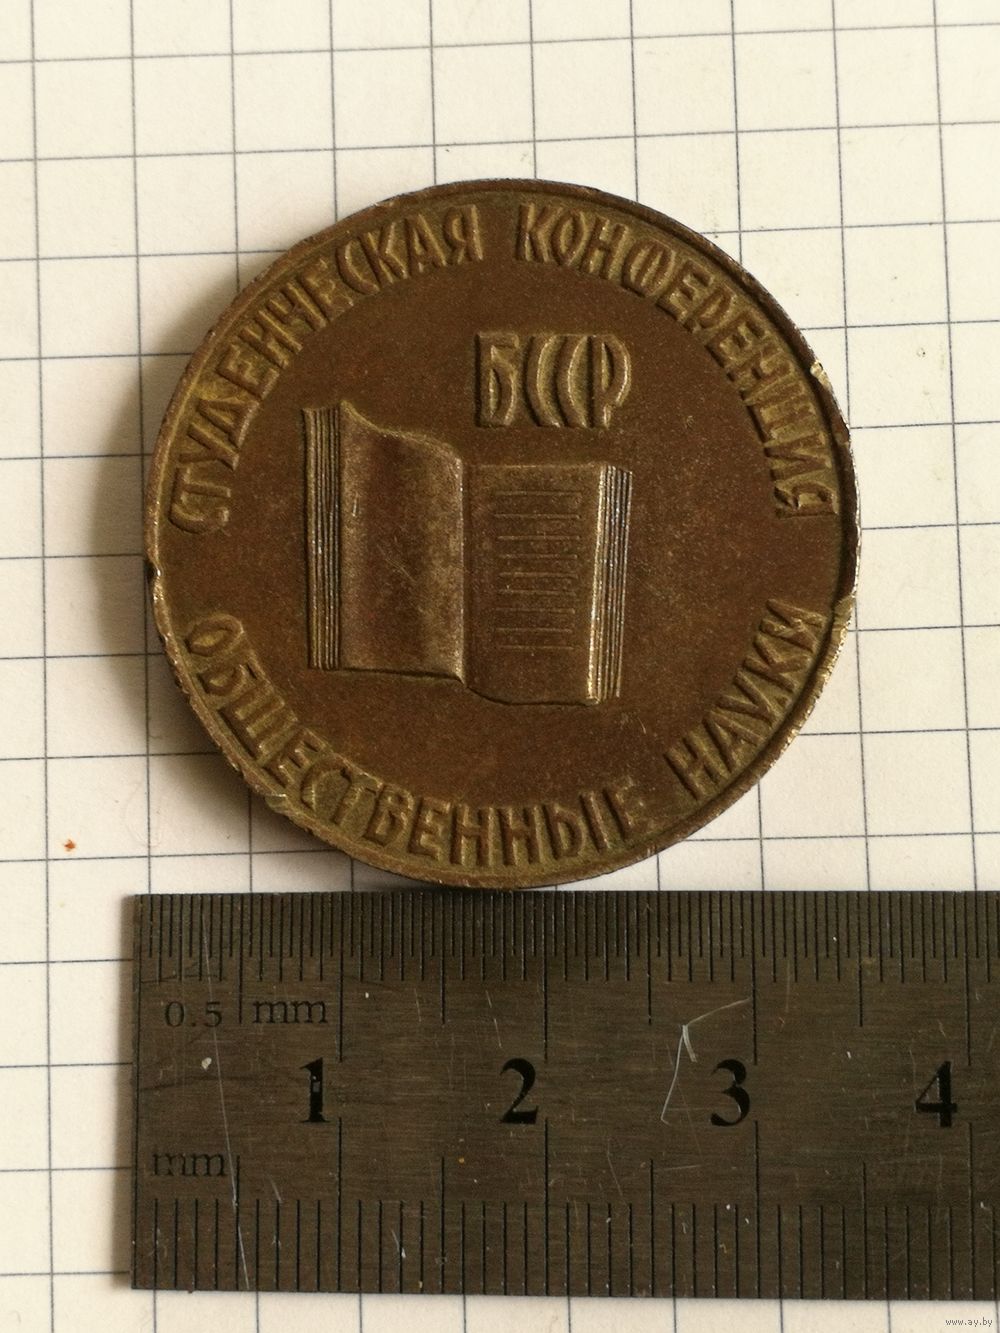 СТУДЕНЧЕСКАЯ КОНФЕРЕНЦИЯ
БССР
ОБЩЕСТВЕННЫЕ НАУКИ
0.5 mm
1 2 3 4
mm
www.ay.by